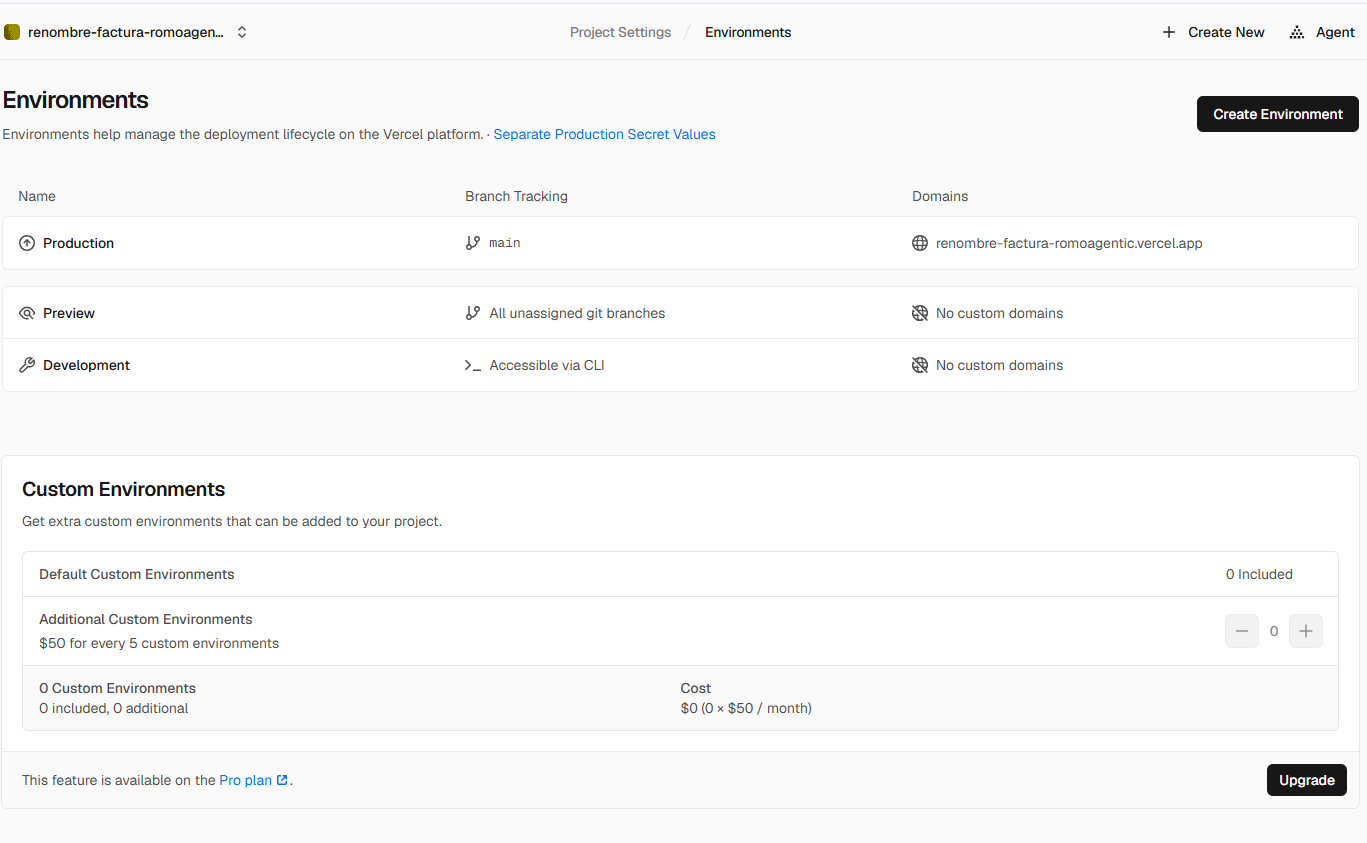 renombre-factura-romoagen...
Project Settings / Environments
Create New
Agent
Environments
Create Environment
Environments help manage the deployment lifecycle on the Vercel platform. · Separate Production Secret Values
Name Branch Tracking Domains
Production main renombre-factura-romoagentic.vercel.app
Preview All unassigned git branches No custom domains
Development Accessible via CLI No custom domains
Custom Environments
Get extra custom environments that can be added to your project.
Default Custom Environments 0 Included
Additional Custom Environments
$50 for every 5 custom environments
0
0 Custom Environments Cost
0 included, 0 additional $0 (0 × $50 / month)
This feature is available on the Pro plan.
Upgrade